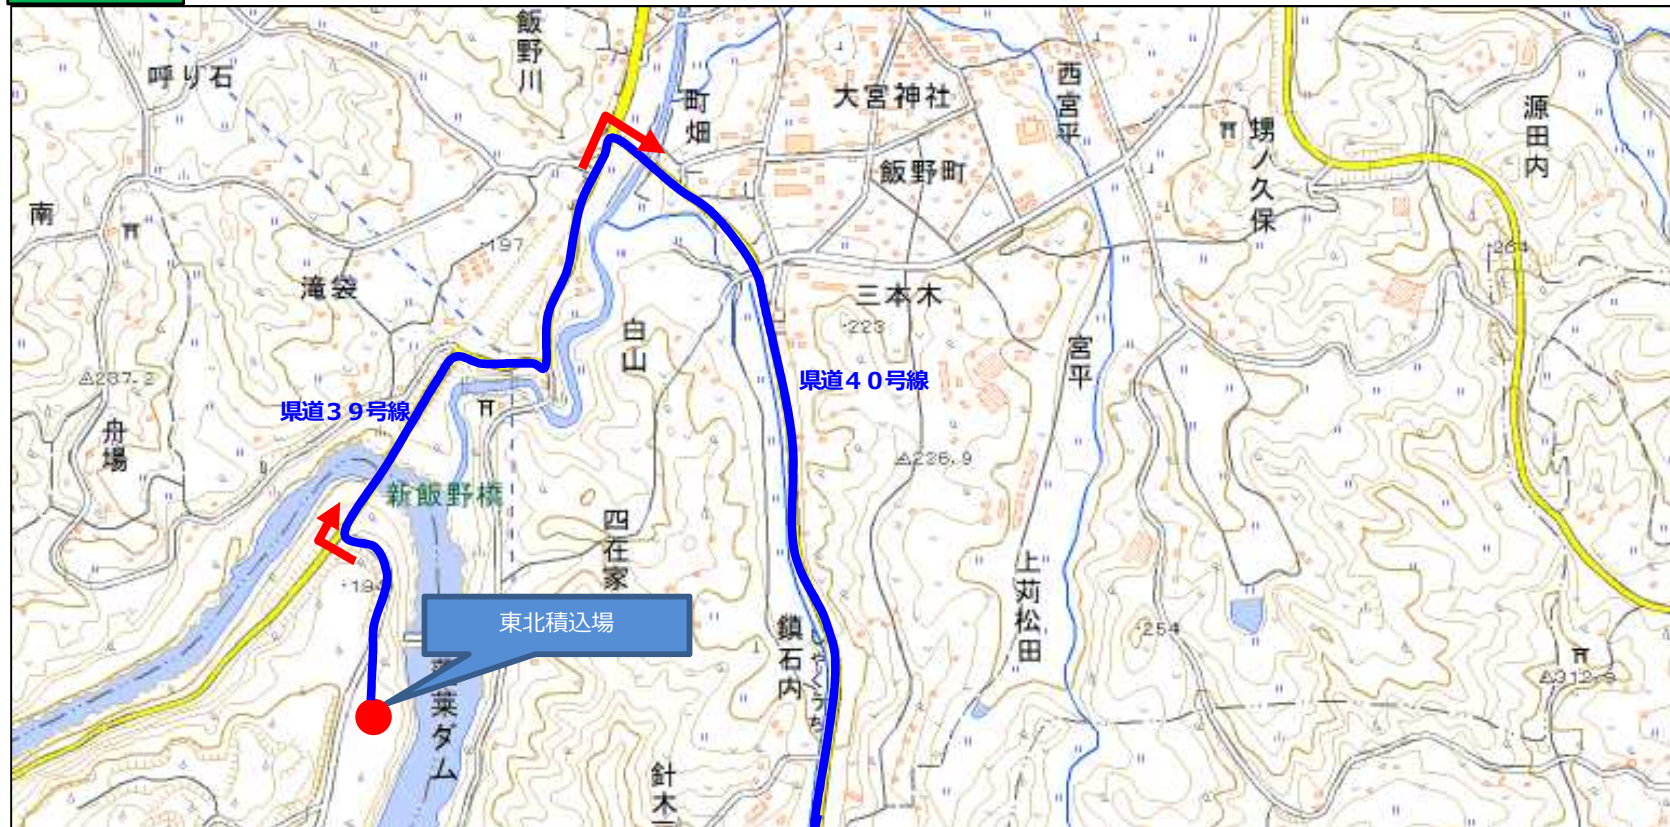 飯野川
呼り石
町畑
大宮神社
西宮平
源田内
甥ノ久保
飯野町
南
197
滝袋
三本木
264
白山
223
宮平
237.2
県道40号線
県道39号線
舟場
236.9
新飯野橋
四在家
上苅松田
東北積込場
鎮石内
254
312.9
葉ダム
針木